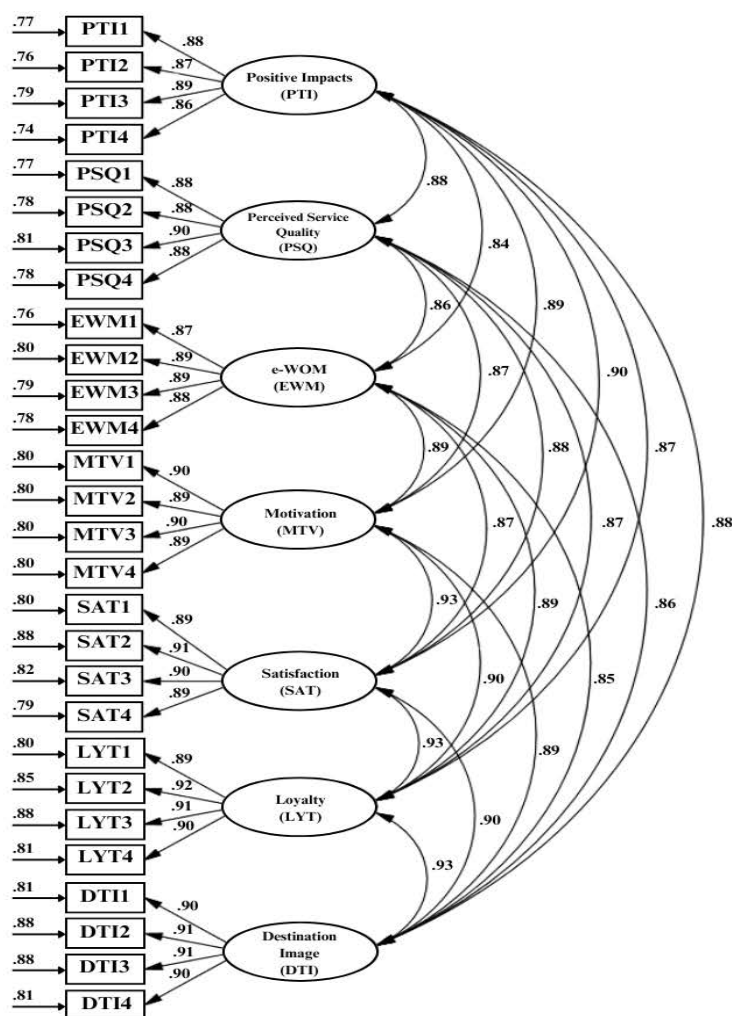 .77 PTI1 .88
.76 PTI2 .87
.79 PTI3 .89
.74 PTI4 .86
Positive Impacts
(PTI)
.77 PSQ1 .88
.78 PSQ2 .88
.81 PSQ3 .90
.78 PSQ4 .88
Perceived Service
Quality
(PSQ)
.76 EWM1 .87
.80 EWM2 .89
.79 EWM3 .89
.78 EWM4 .88
e-WOM
(EWM)
.80 MTV1 .90
.80 MTV2 .89
.80 MTV3 .90
.80 MTV4 .89
Motivation
(MTV)
.80 SAT1 .89
.88 SAT2 .91
.82 SAT3 .90
.79 SAT4 .89
Satisfaction
(SAT)
.80 LYT1 .89
.85 LYT2 .92
.88 LYT3 .91
.81 LYT4 .90
Loyalty
(LYT)
.81 DTI1 .90
.88 DTI2 .91
.88 DTI3 .91
.81 DTI4 .90
Destination
Image
(DTI)
.88
.84
.86
.89
.87
.90
.89
.88
.87
.87
.87
.88
.93
.89
.86
.90
.85
.93
.89
.90
.93